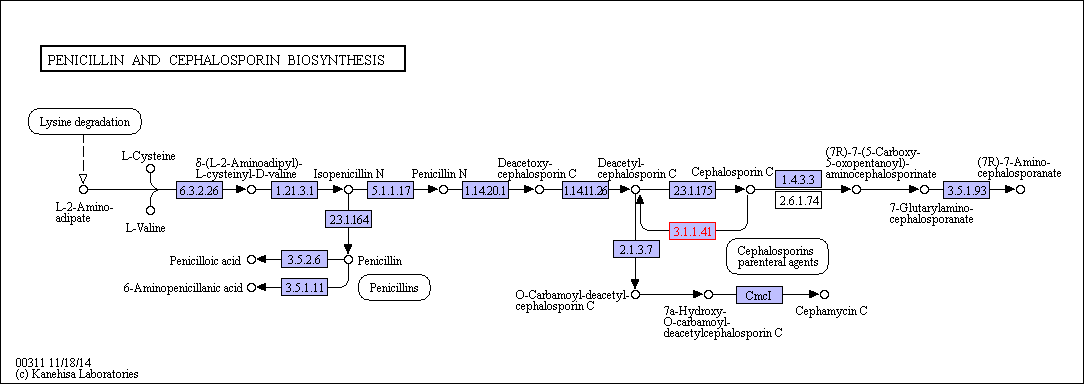 PENICILLIN AND CEPHALOSPORIN BIOSYNTHESIS
Lysine degradation
L-Cysteine
δ-(L-2-Aminoadipyl)-
L-cysteinyl-D-valine
Isopenicillin N
Penicillin N
Deacetoxy-
cephalosporin C
Deacetyl-
cephalosporin C
Cephalosporin C
(7R)-7-(5-Carboxy-
5-oxopentanoyl)-
aminocephalosporinate
(7R)-7-Amino-
cephalosporanate
6.3.2.26
1.21.3.1
5.1.1.17
1.14.20.1
1.14.11.26
2.3.1.175
1.4.3.3
2.6.1.74
3.5.1.93
L-2-Amino-
adipate
L-Valine
7-Glutarylamino-
cephalosporanate
2.3.1.164
3.1.1.41
2.1.3.7
Cephalosporins
parenteral agents
Penicilloic acid
3.5.2.6
Penicillin
6-Aminopenicillanic acid
3.5.1.11
Penicillins
O-Carbamoyl-deacetyl-
cephalosporin C
CmcI
7a-Hydroxy-
O-carbamoyl-
deacetylcephalosporin C
Cephamycin C
00311 11/18/14
(c) Kanehisa Laboratories